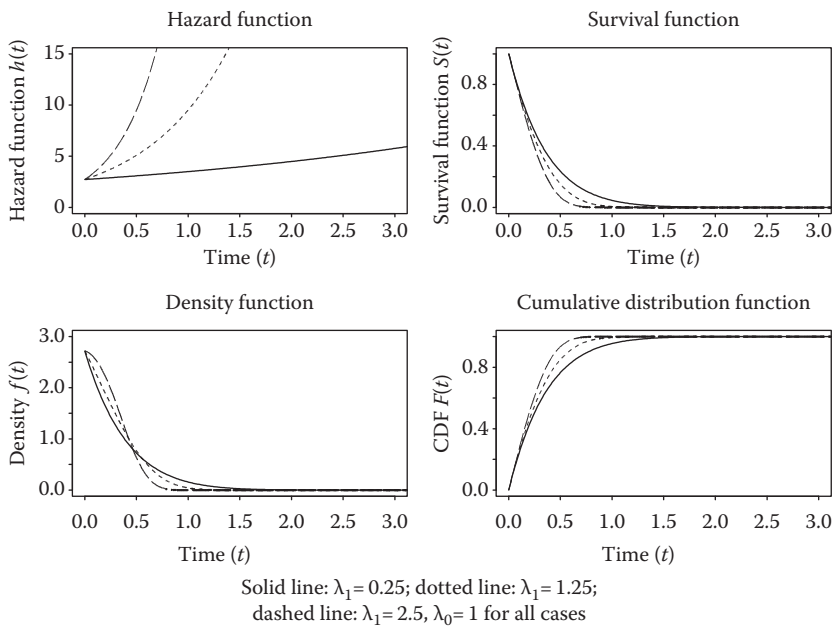 Hazard function
Survival function
Hazard function h(t)
15
10
5
0
0.0 0.5 1.0 1.5 2.0 2.5 3.0
Time (t)
Survival function S(t)
0.8
0.4
0.0
0.0 0.5 1.0 1.5 2.0 2.5 3.0
Time (t)
Density function
Cumulative distribution function
Density f(t)
3.0
2.0
1.0
0.0
0.0 0.5 1.0 1.5 2.0 2.5 3.0
Time (t)
CDF F(t)
0.8
0.4
0.0
0.0 0.5 1.0 1.5 2.0 2.5 3.0
Time (t)
Solid line: λ₁= 0.25; dotted line: λ₁= 1.25;
dashed line: λ₁= 2.5, λ₀= 1 for all cases